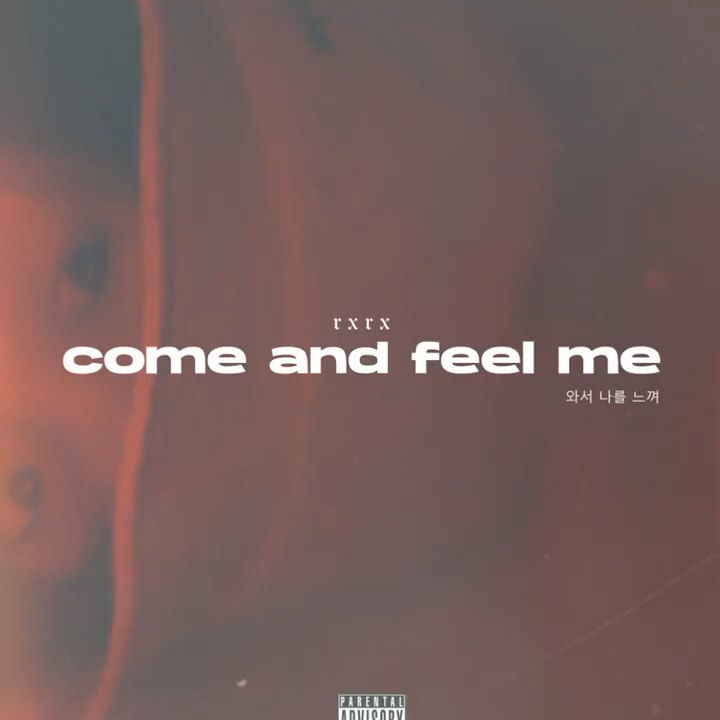 rxrx
come and feel me
와서 나를 느껴
PARENTAL
ADVISORY